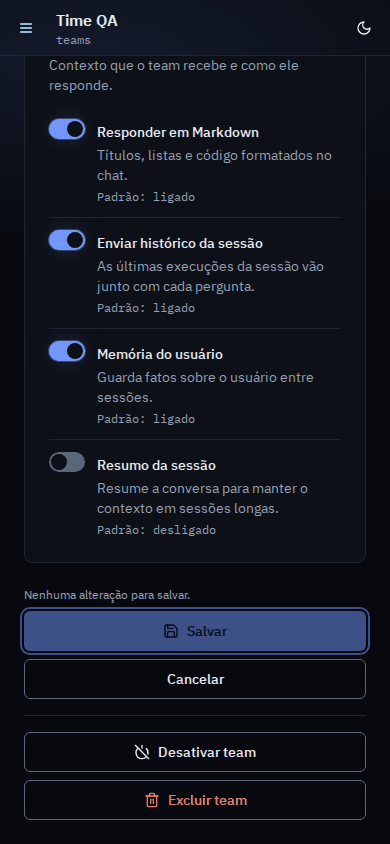 Time QA
teams
Contexto que o team recebe e como ele
responde.
Responder em Markdown
Títulos, listas e código formatados no
chat.
Padrão: ligado
Enviar histórico da sessão
As últimas execuções da sessão vão
junto com cada pergunta.
Padrão: ligado
Memória do usuário
Guarda fatos sobre o usuário entre
sessões.
Padrão: ligado
Resumo da sessão
Resume a conversa para manter o
contexto em sessões longas.
Padrão: desligado
Nenhuma alteração para salvar.
Salvar
Cancelar
Desativar team
Excluir team